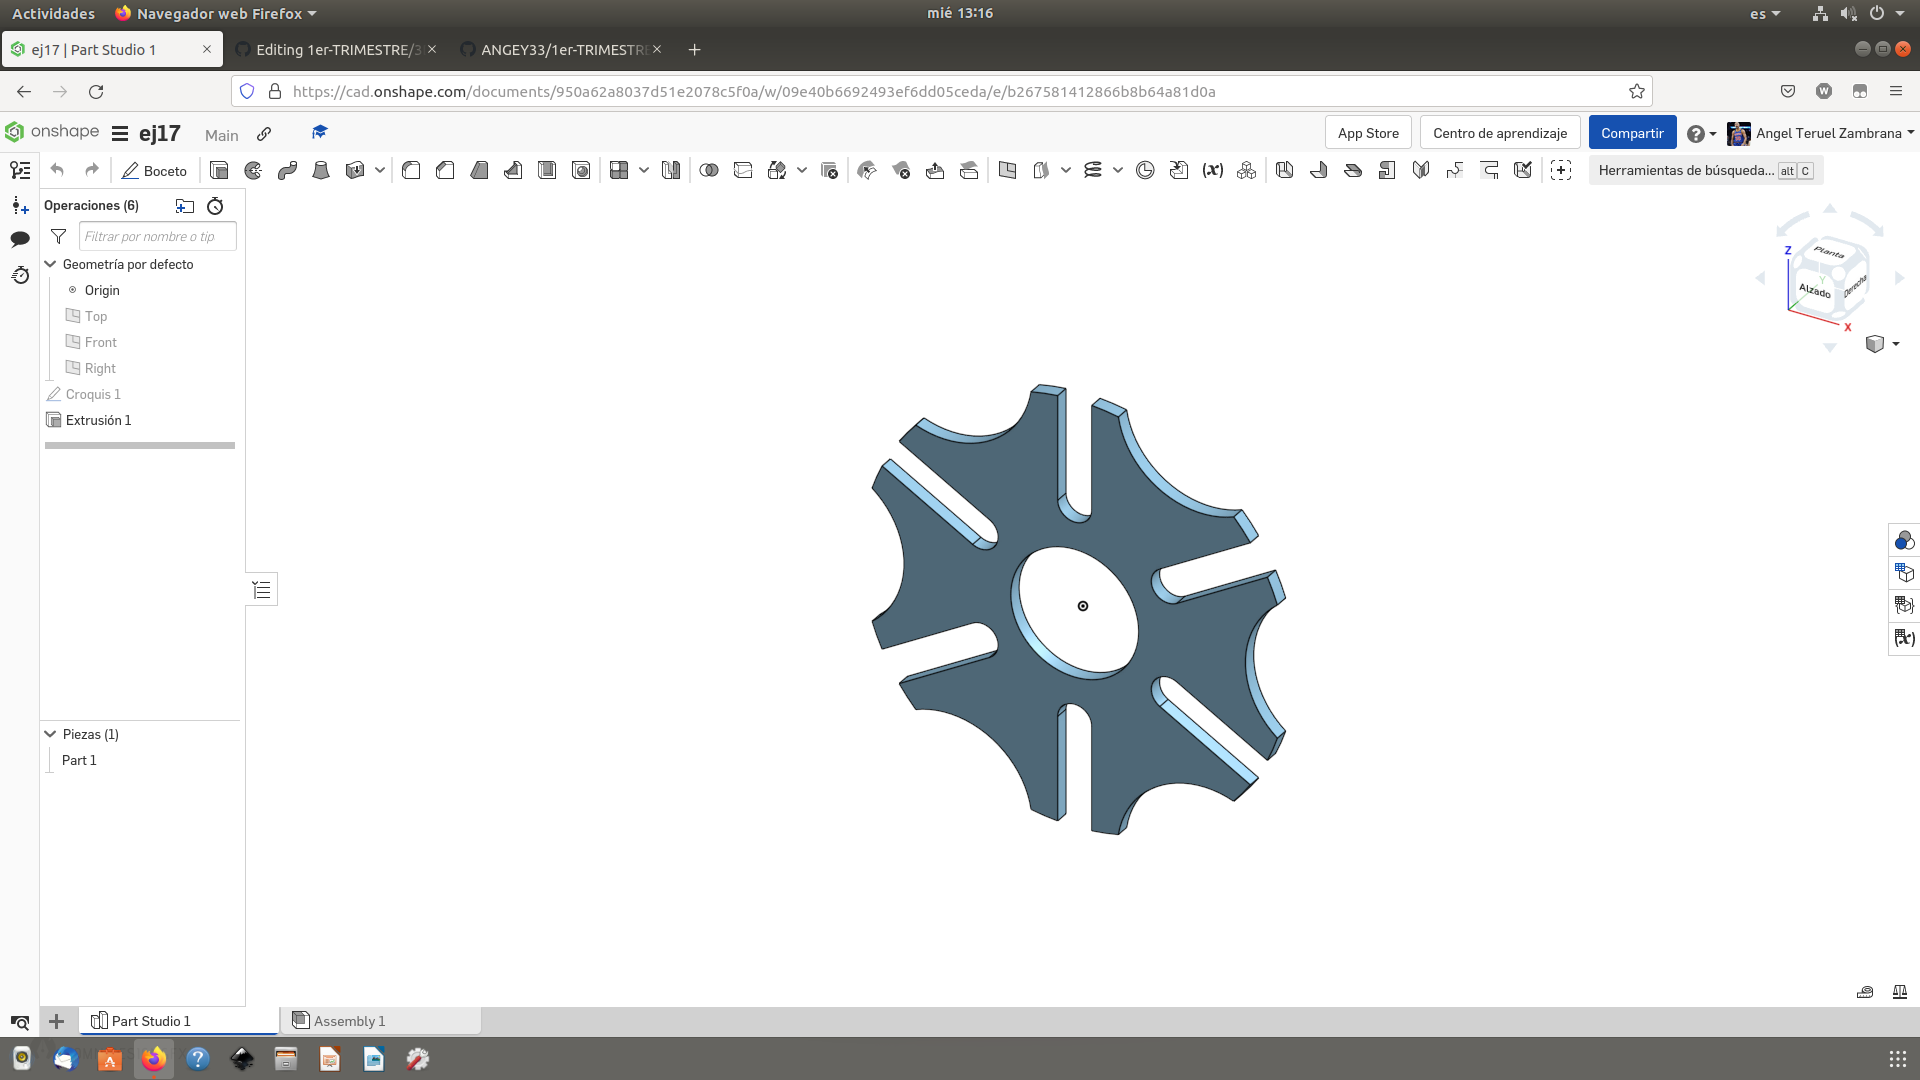 Actividades Navegador web Firefox mié 13:16 es
ej17 | Part Studio 1 Editing 1er-TRIMESTRE/3 ANGEY33/1er-TRIMESTRE
https://cad.onshape.com/documents/950a62a8037d51e2078c5f0a/w/09e40b6692493ef6dd05ceda/e/b267581412866b8b64a81d0a
onshape ej17 Main App Store Centro de aprendizaje Compartir Angel Teruel Zambrana
Boceto (x) Herramientas de búsqueda... alt C
Operaciones (6)
Filtrar por nombre o tip
Geometría por defecto
Origin
Top
Front
Right
Croquis 1
Extrusión 1
Z
Planta
Y
Alzado
Derecha
X
(x)
Piezas (1)
Part 1
Part Studio 1 Assembly 1